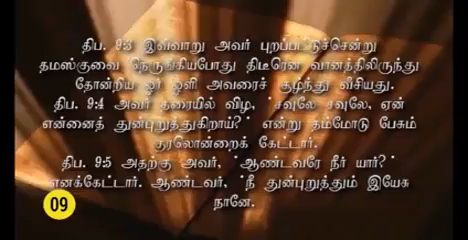 திப. 9:3 இவ்வாறு அவர் புறப்பட்டுச்சென்று
தமஸ்குவை நெருங்கியபோது திடீரென வானத்திலிருந்து
தோன்றிய ஓர் ஒளி அவரைச் சூழ்ந்து வீசியது.
திப. 9:4 அவர் தரையில் விழ, 'சவுலே சவுலே, ஏன்
என்னைத் துன்புறுத்துகிறாய்?' என்று தம்மோடு பேசும்
குரலொன்றைக் கேட்டார்.
திப. 9:5 அதற்கு அவர், 'ஆண்டவரே நீர் யார்?'
எனக்கேட்டார். ஆண்டவர், 'நீ துன்புறுத்தும் இயேசு
நானே.
09